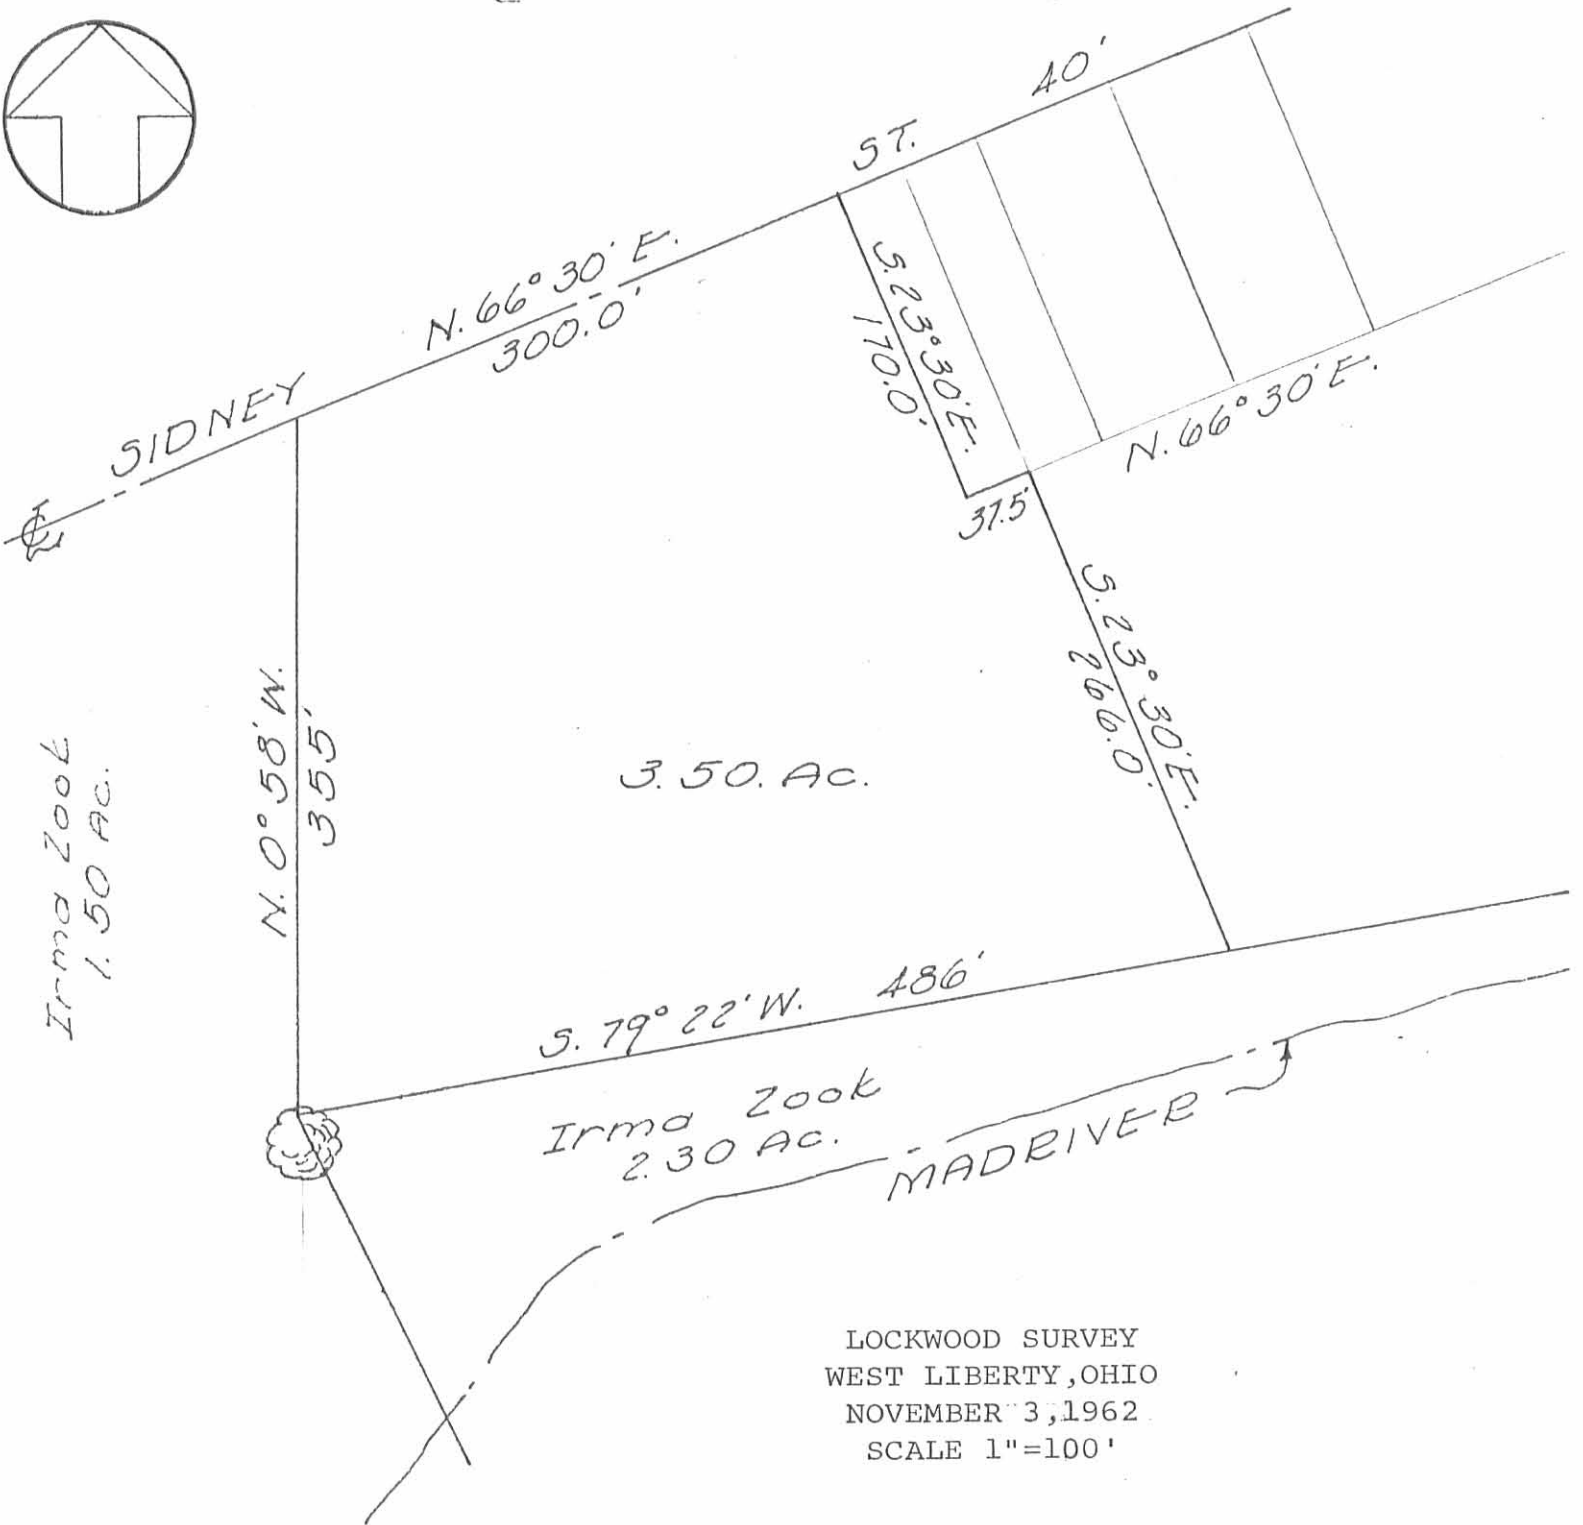 40'
ST.
N. 66° 30' E.
300.0'
SIDNEY
S. 23° 30' E.
170.0'
N. 66° 30' E.
37.5'
S. 23° 30' E.
266.0'
N. 0° 58' W.
355'
3.50. Ac.
Irma Zook
1.50 Ac.
S. 79° 22' W. 486'
Irma Zook
2.30 Ac.
MADRIVER
LOCKWOOD SURVEY
WEST LIBERTY,OHIO
NOVEMBER 3,1962
SCALE 1"=100'